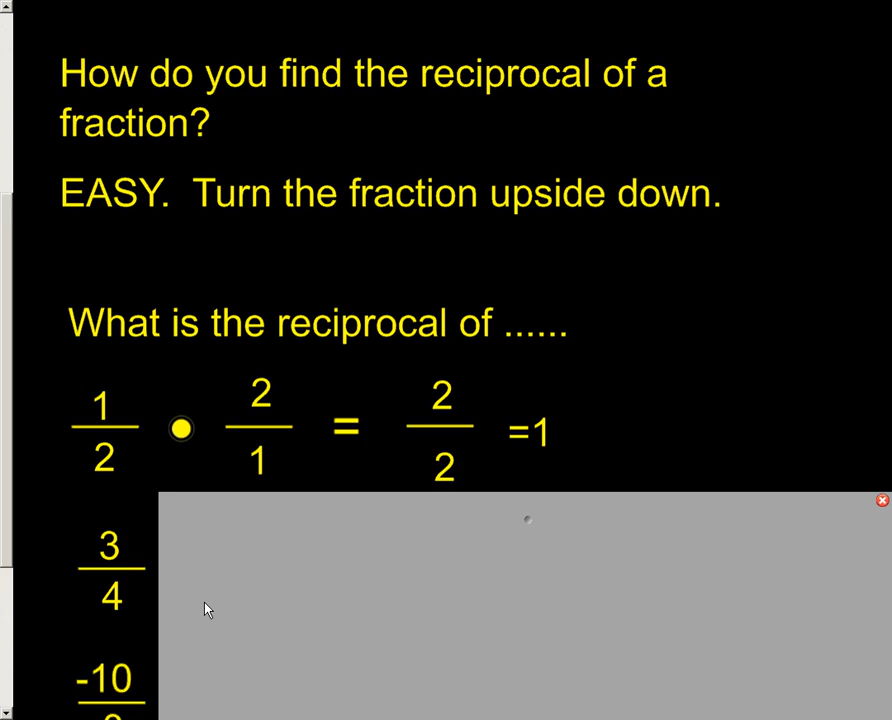 How do you find the reciprocal of a
fraction?
EASY. Turn the fraction upside down.
What is the reciprocal of ......
1/2 • 2/1 = 2/2 =1
3/4
-10